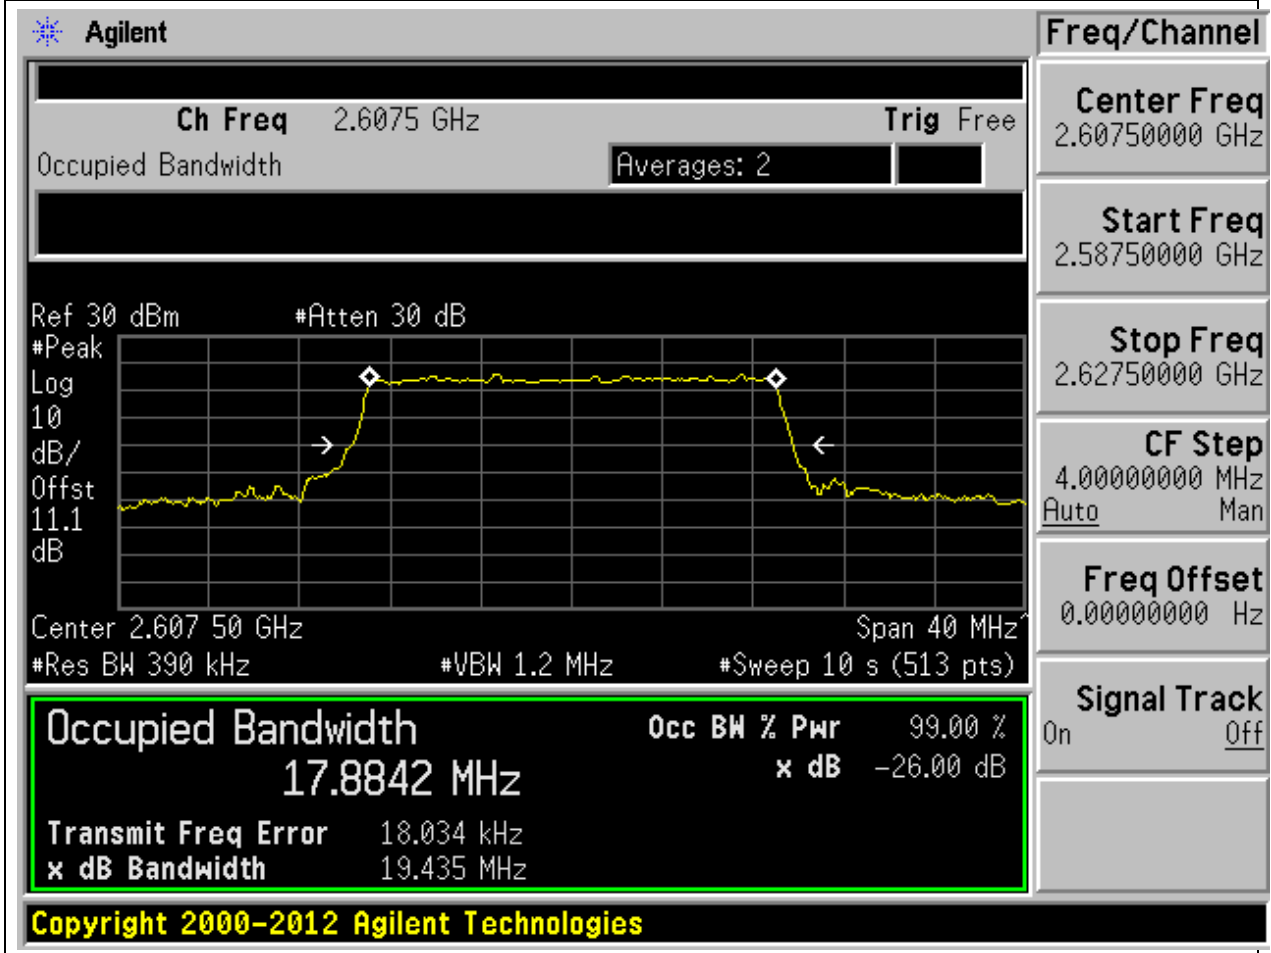 Agilent
Freq/Channel
Ch Freq 2.6075 GHz Trig Free
Occupied Bandwidth Averages: 2
Center Freq
2.60750000 GHz
Start Freq
2.58750000 GHz
Stop Freq
2.62750000 GHz
CF Step
4.00000000 MHz
Auto Man
Freq Offset
0.00000000 Hz
Signal Track
On Off
Ref 30 dBm #Atten 30 dB
#Peak
Log
10
dB/
Offst
11.1
dB
Center 2.607 50 GHz Span 40 MHz^
#Res BW 390 kHz #VBW 1.2 MHz #Sweep 10 s (513 pts)
Occupied Bandwidth Occ BW % Pwr 99.00 %
17.8842 MHz x dB -26.00 dB
Transmit Freq Error 18.034 kHz
x dB Bandwidth 19.435 MHz
Copyright 2000-2012 Agilent Technologies